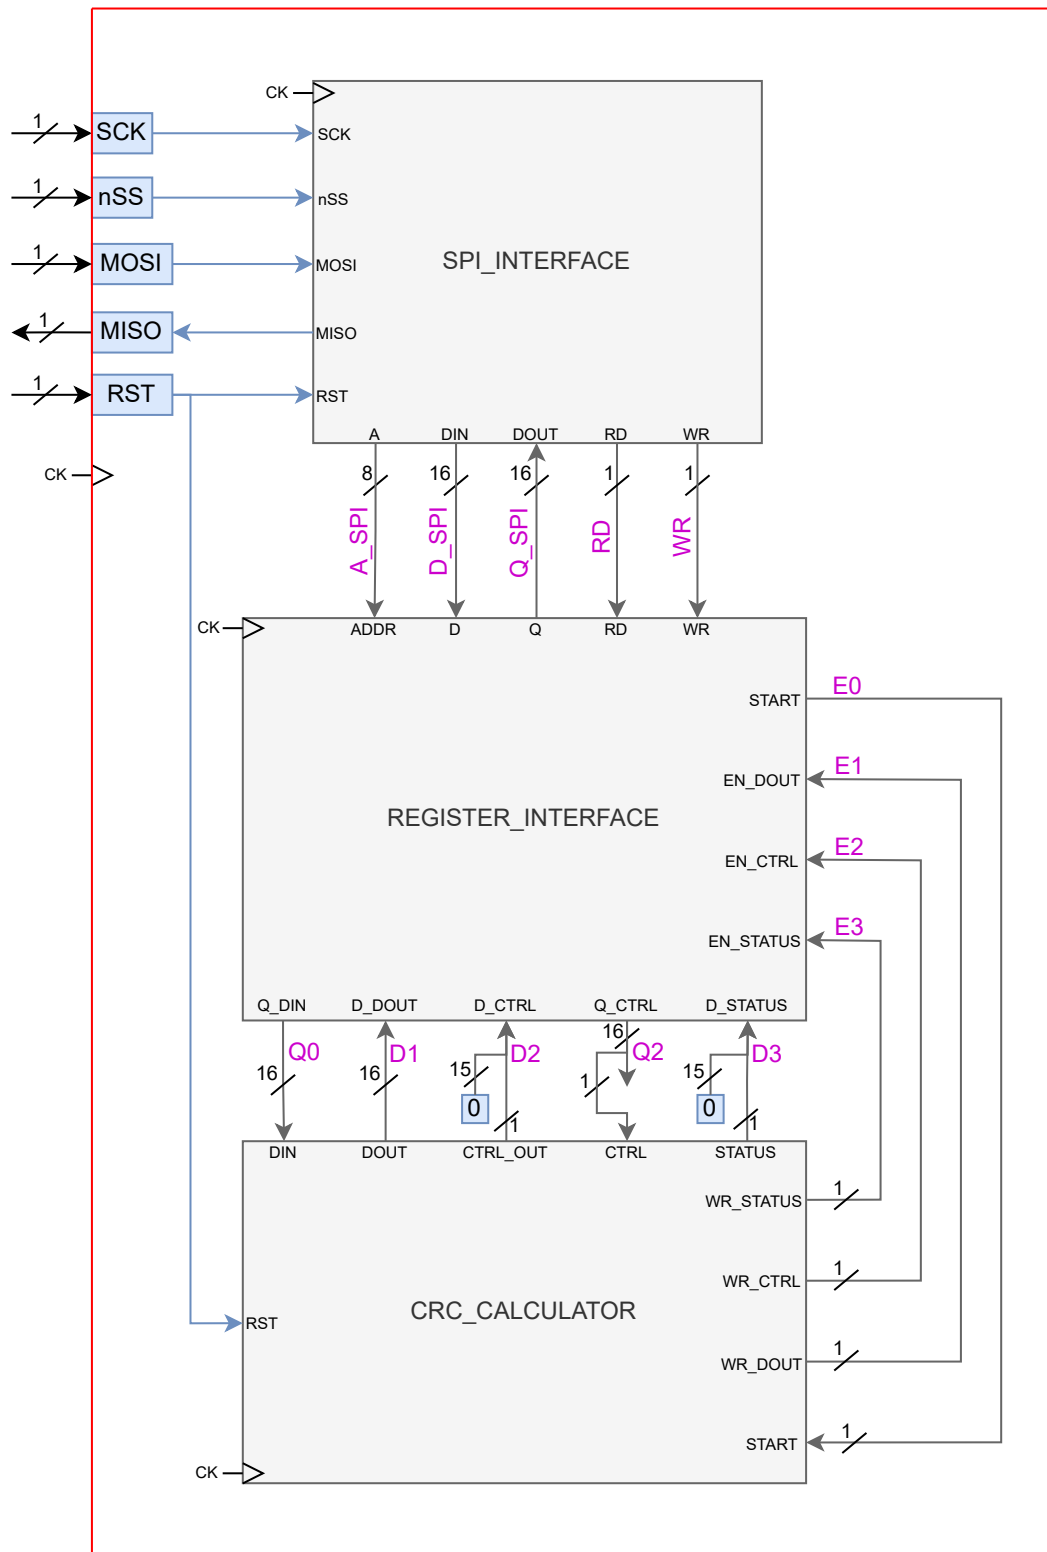 CK
1 SCK SCK
1 nSS nSS
1 MOSI MOSI
SPI_INTERFACE
1 MISO MISO
1 RST RST
A DIN DOUT RD WR
CK
8 16 16 1 1
A_SPI D_SPI Q_SPI RD WR
CK
ADDR D Q RD WR
START E0
EN_DOUT E1
REGISTER_INTERFACE
EN_CTRL E2
EN_STATUS E3
Q_DIN D_DOUT D_CTRL Q_CTRL D_STATUS
16
Q0 D1 D2 Q2 D3
16 16 15 1 15
0 0
1 1
DIN DOUT CTRL_OUT CTRL STATUS
WR_STATUS 1
WR_CTRL 1
CRC_CALCULATOR
RST
WR_DOUT 1
START 1
CK